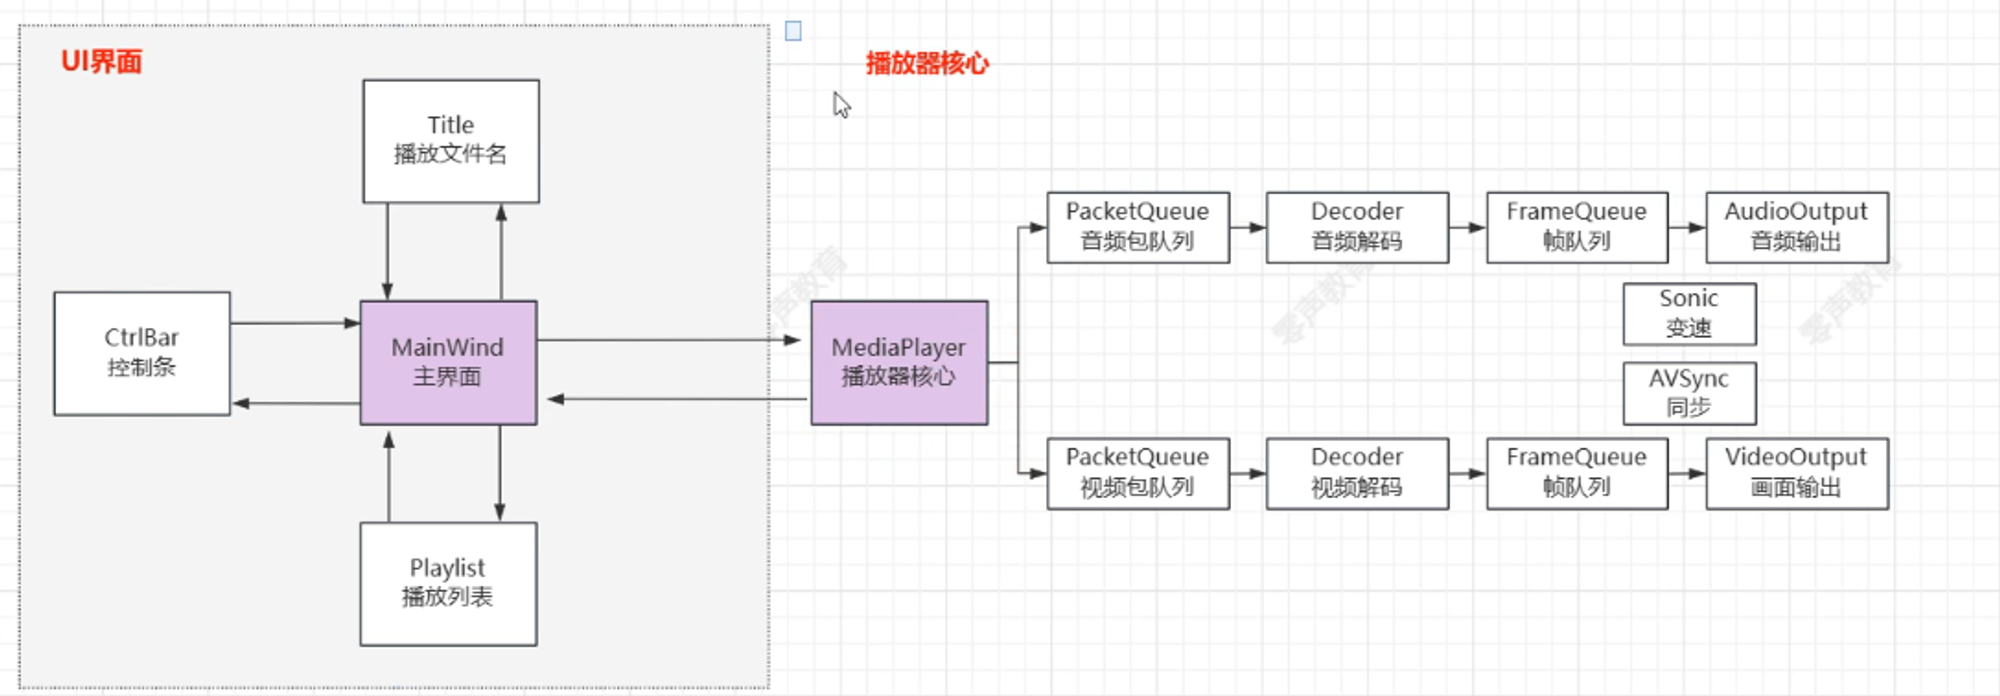 UI界面
Title
播放文件名
CtrlBar
控制条
MainWind
主界面
Playlist
播放列表
播放器核心
MediaPlayer
播放器核心
PacketQueue
音频包队列
Decoder
音频解码
FrameQueue
帧队列
AudioOutput
音频输出
Sonic
变速
AVSync
同步
PacketQueue
视频包队列
Decoder
视频解码
FrameQueue
帧队列
VideoOutput
画面输出
零声教育
零声教育
零声教育